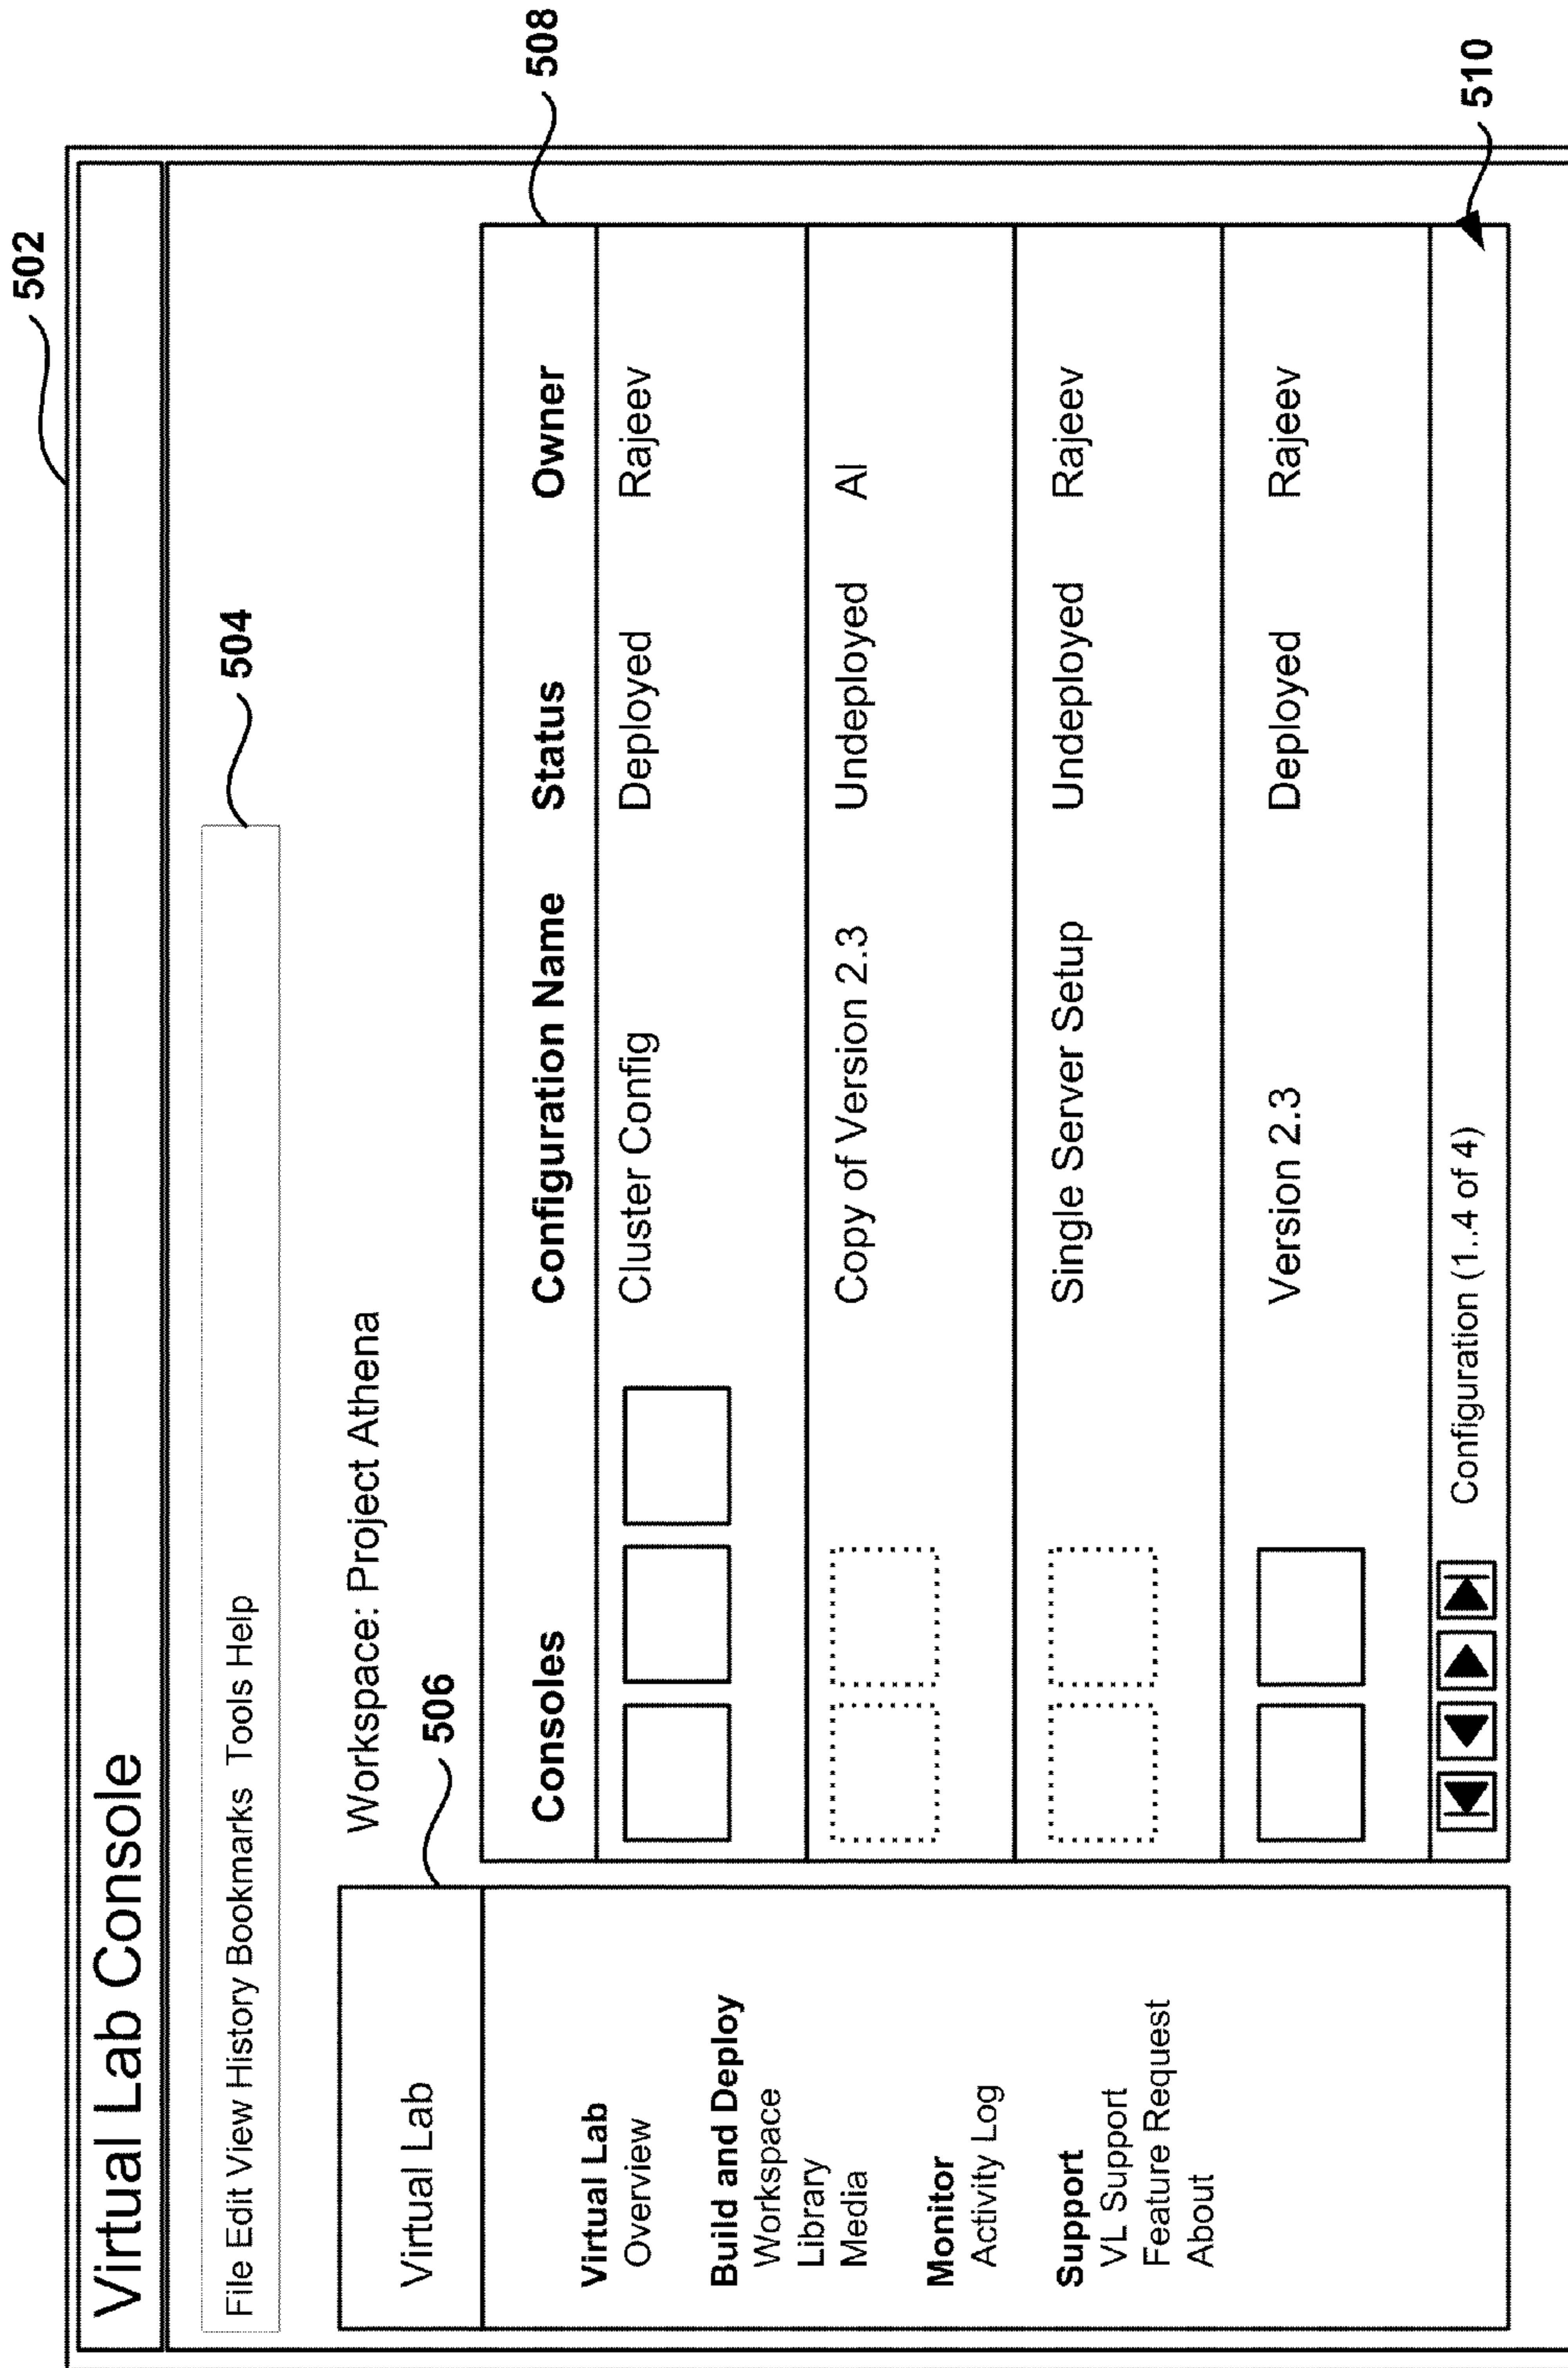 502
Virtual Lab Console
504
File Edit View History Bookmarks Tools Help
Workspace: Project Athena
506
508
Virtual Lab
Virtual Lab
Overview
Build and Deploy
Workspace
Library
Media
Monitor
Activity Log
Support
VL Support
Feature Request
About
Consoles Configuration Name Status Owner
Cluster Config Deployed Rajeev
Copy of Version 2.3 Undeployed Al
Single Server Setup Undeployed Rajeev
Version 2.3 Deployed Rajeev
Configuration (1..4 of 4)
510